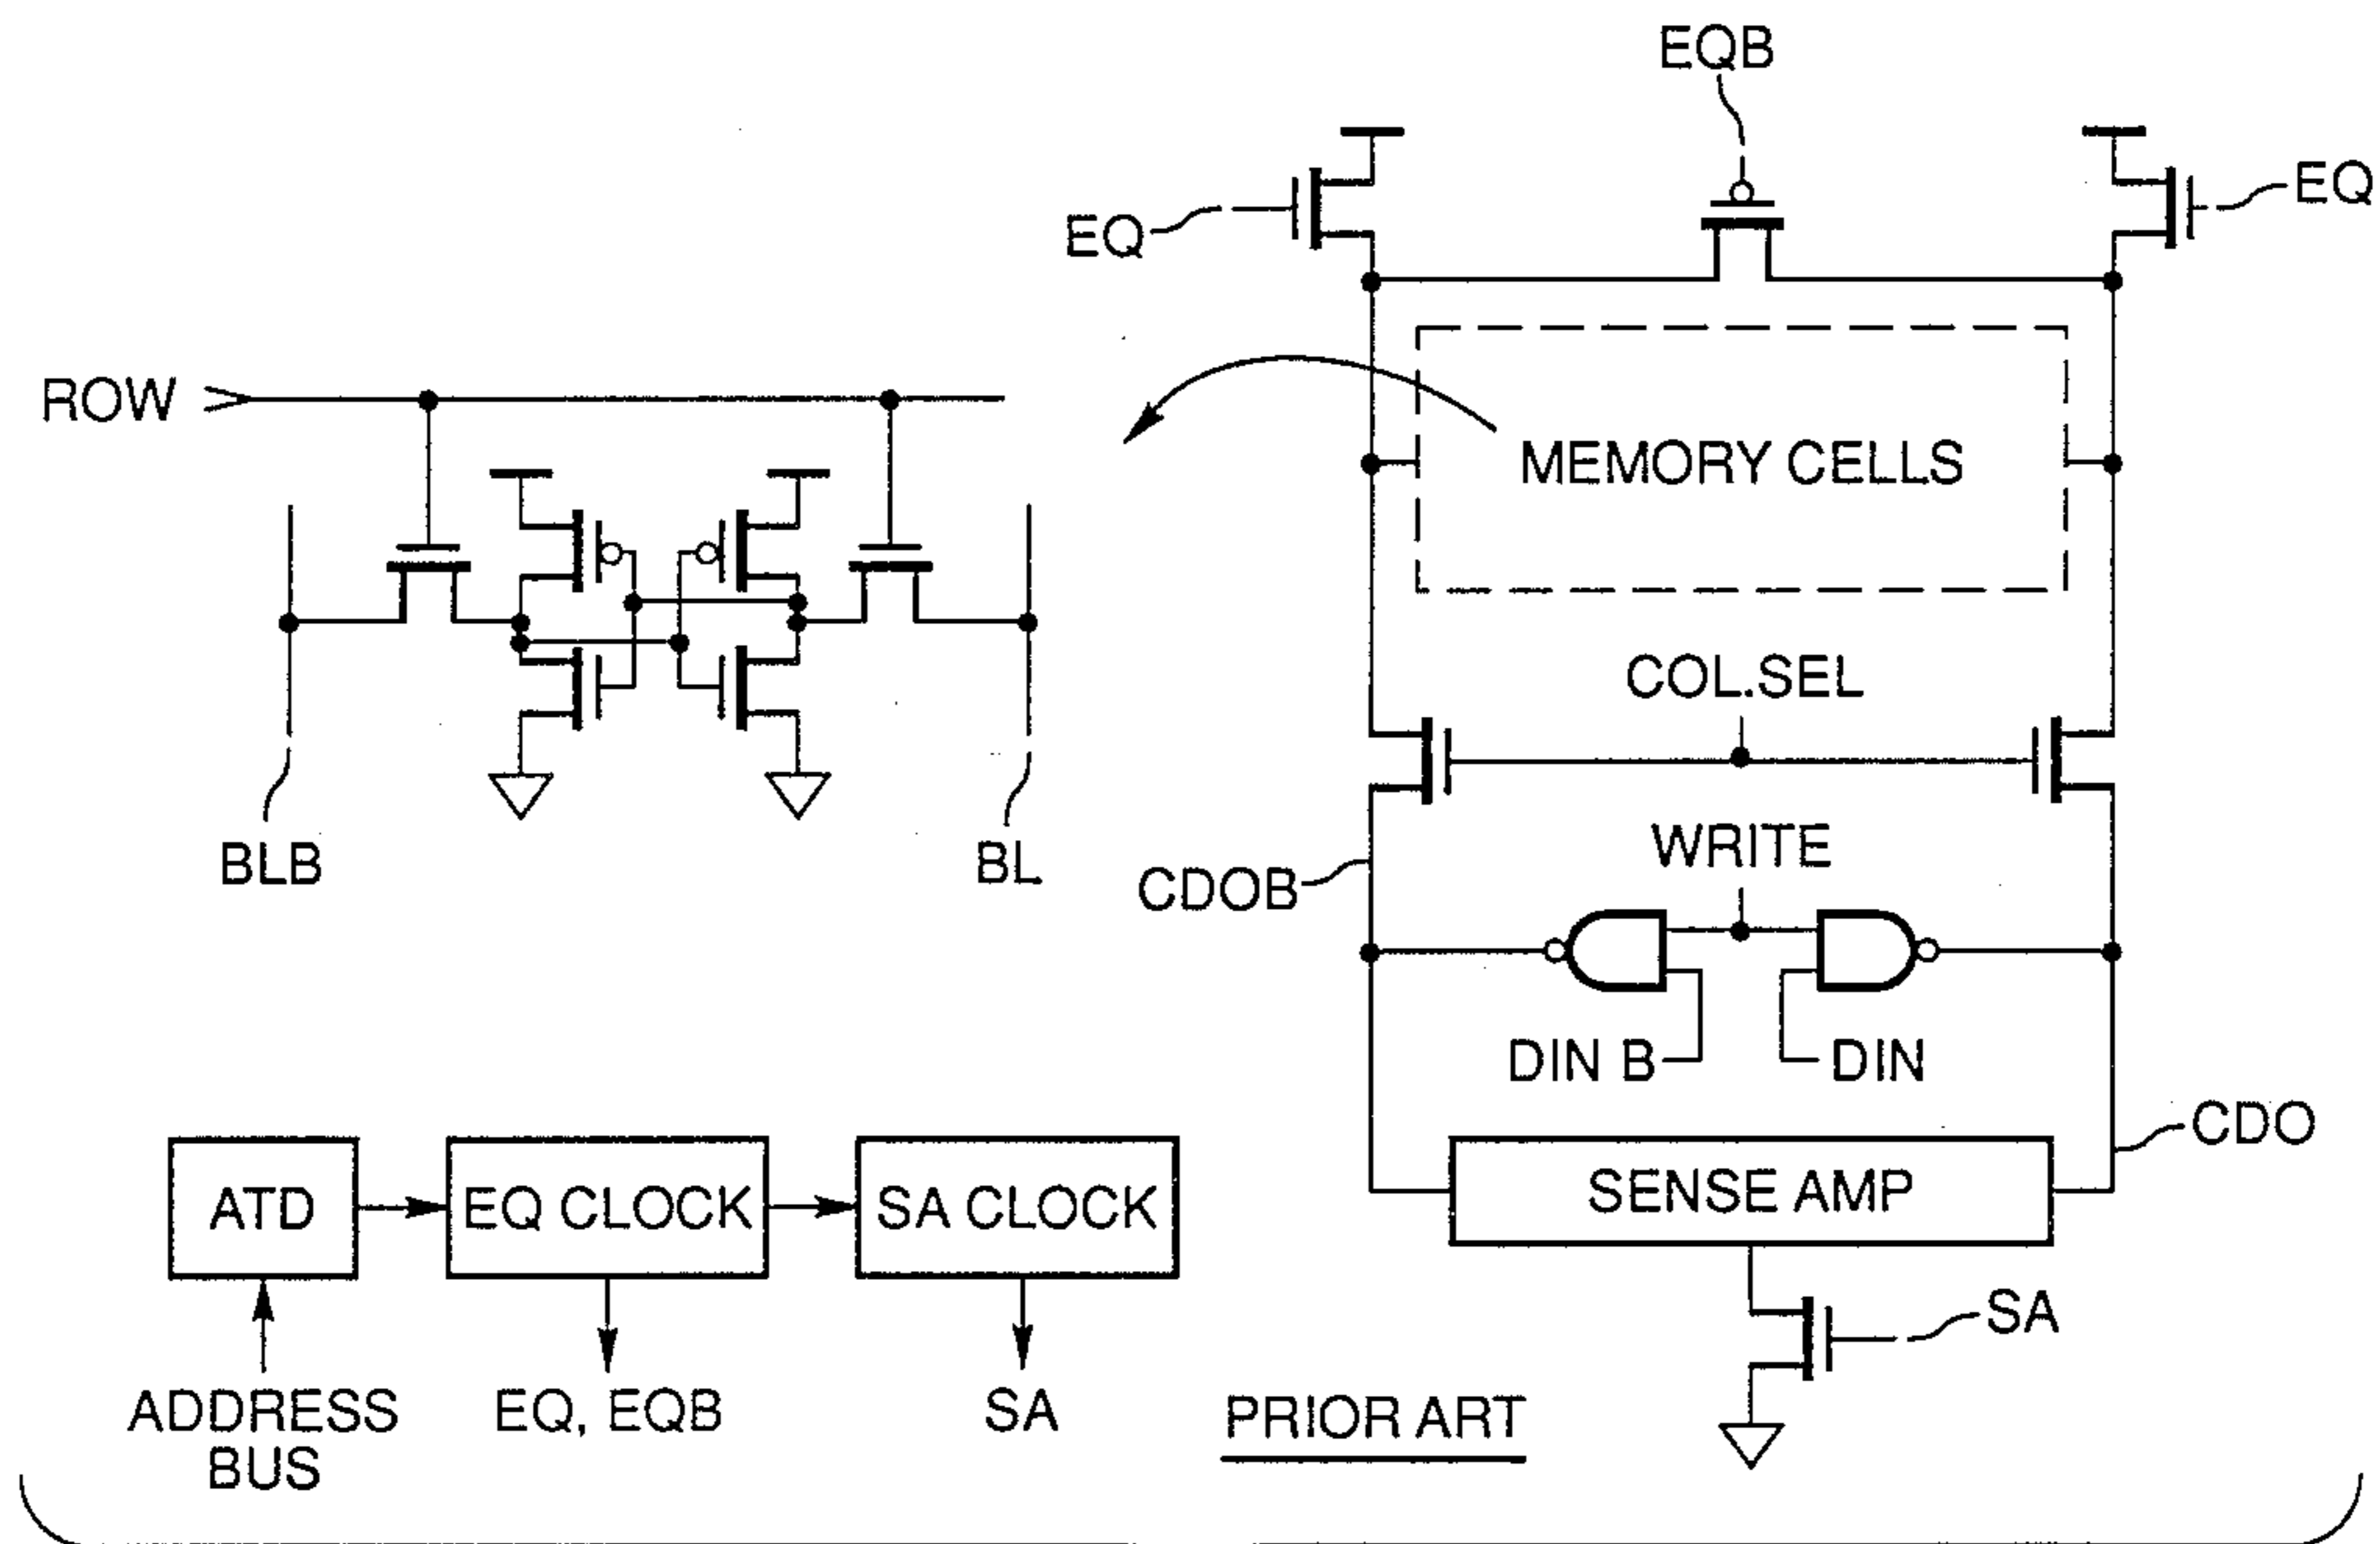 EQB
EQ
EQ
ROW
MEMORY CELLS
COL.SEL
BLB
BL
CDOB
WRITE
DIN B
DIN
CDO
ATD
EQ CLOCK
SA CLOCK
SENSE AMP
SA
ADDRESS
BUS
EQ, EQB
SA
PRIOR ART